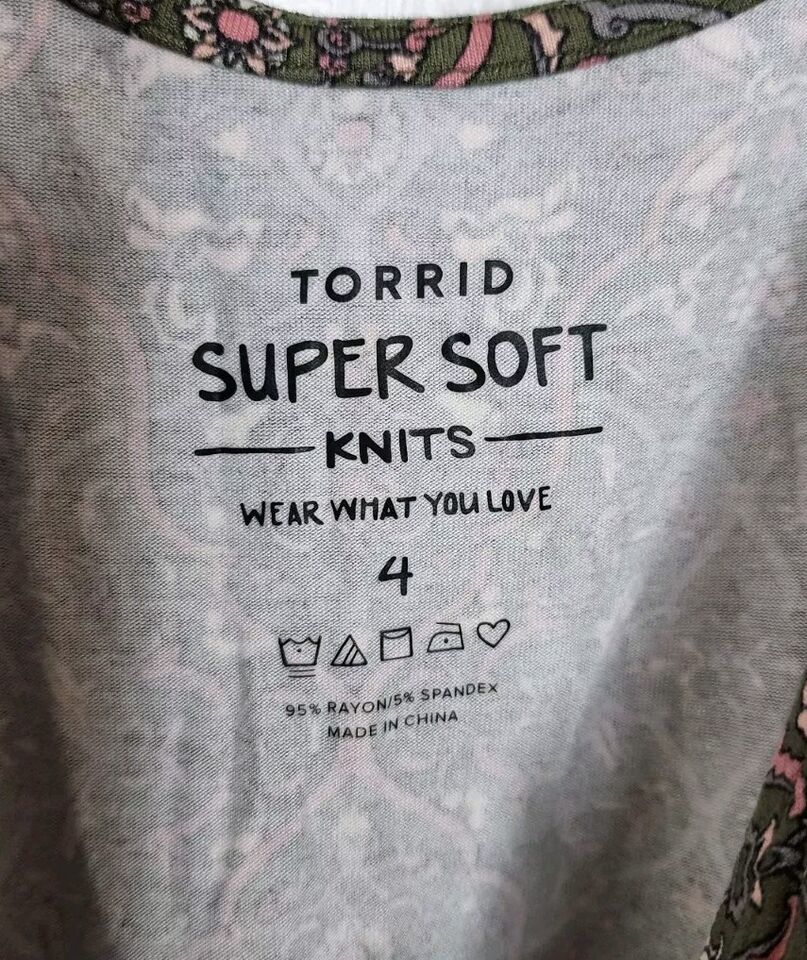 TORRID
SUPER SOFT
KNITS
WEAR WHAT YOU LOVE
4
95% RAYON/5% SPANDEX
MADE IN CHINA